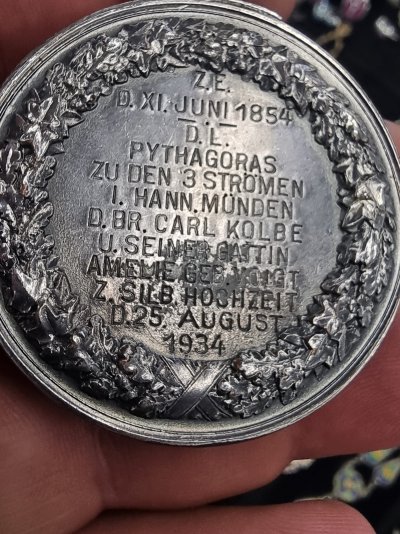 Z.E.
D. XI. JUNI 1854
D. L.
PYTHAGORAS
ZU DEN 3 STRÖMEN
I. HANN. MÜNDEN
D. BR. CARL KOLBE
U. SEINER GATTIN
AMELIE GEB. VOIGT
Z. SILB HOCHZEIT
D. 25. AUGUST
1934